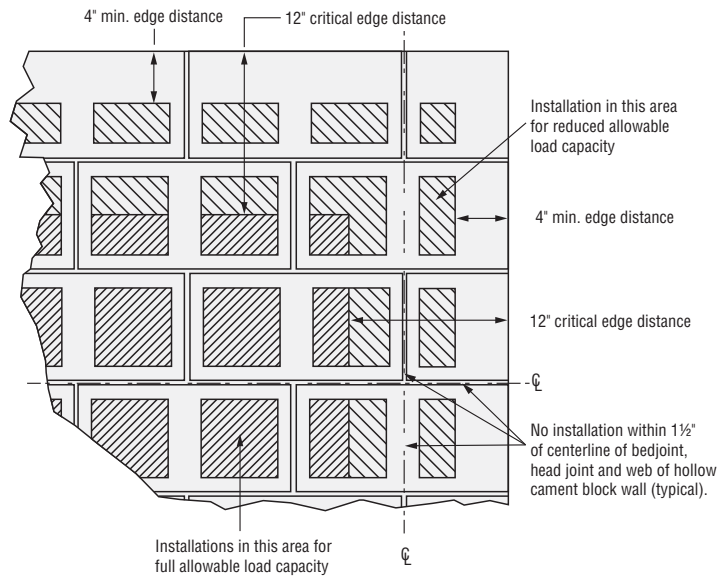 4" min. edge distance
12" critical edge distance
Installation in this area
for reduced allowable
load capacity
4" min. edge distance
12" critical edge distance
℄
No installation within 1½"
of centerline of bedjoint,
head joint and web of hollow
cament block wall (typical).
Installations in this area for
full allowable load capacity
℄